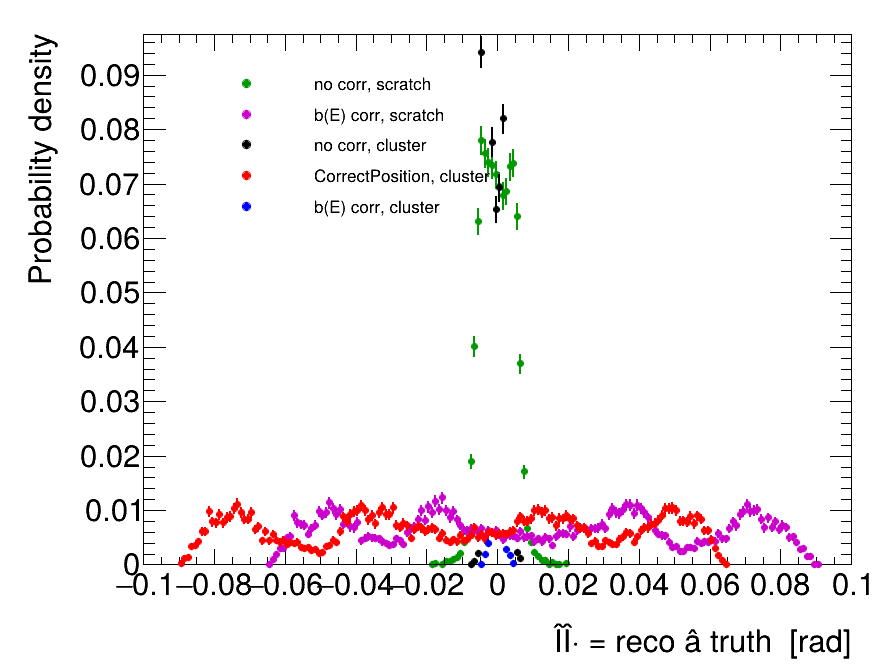 Probability density
0.09
0.08
0.07
0.06
0.05
0.04
0.03
0.02
0.01
0
no corr, scratch
b(E) corr, scratch
no corr, cluster
CorrectPosition, cluster
b(E) corr, cluster
−0.1 −0.08 −0.06 −0.04 −0.02 0 0.02 0.04 0.06 0.08 0.1
ÎÎ· = reco â truth [rad]